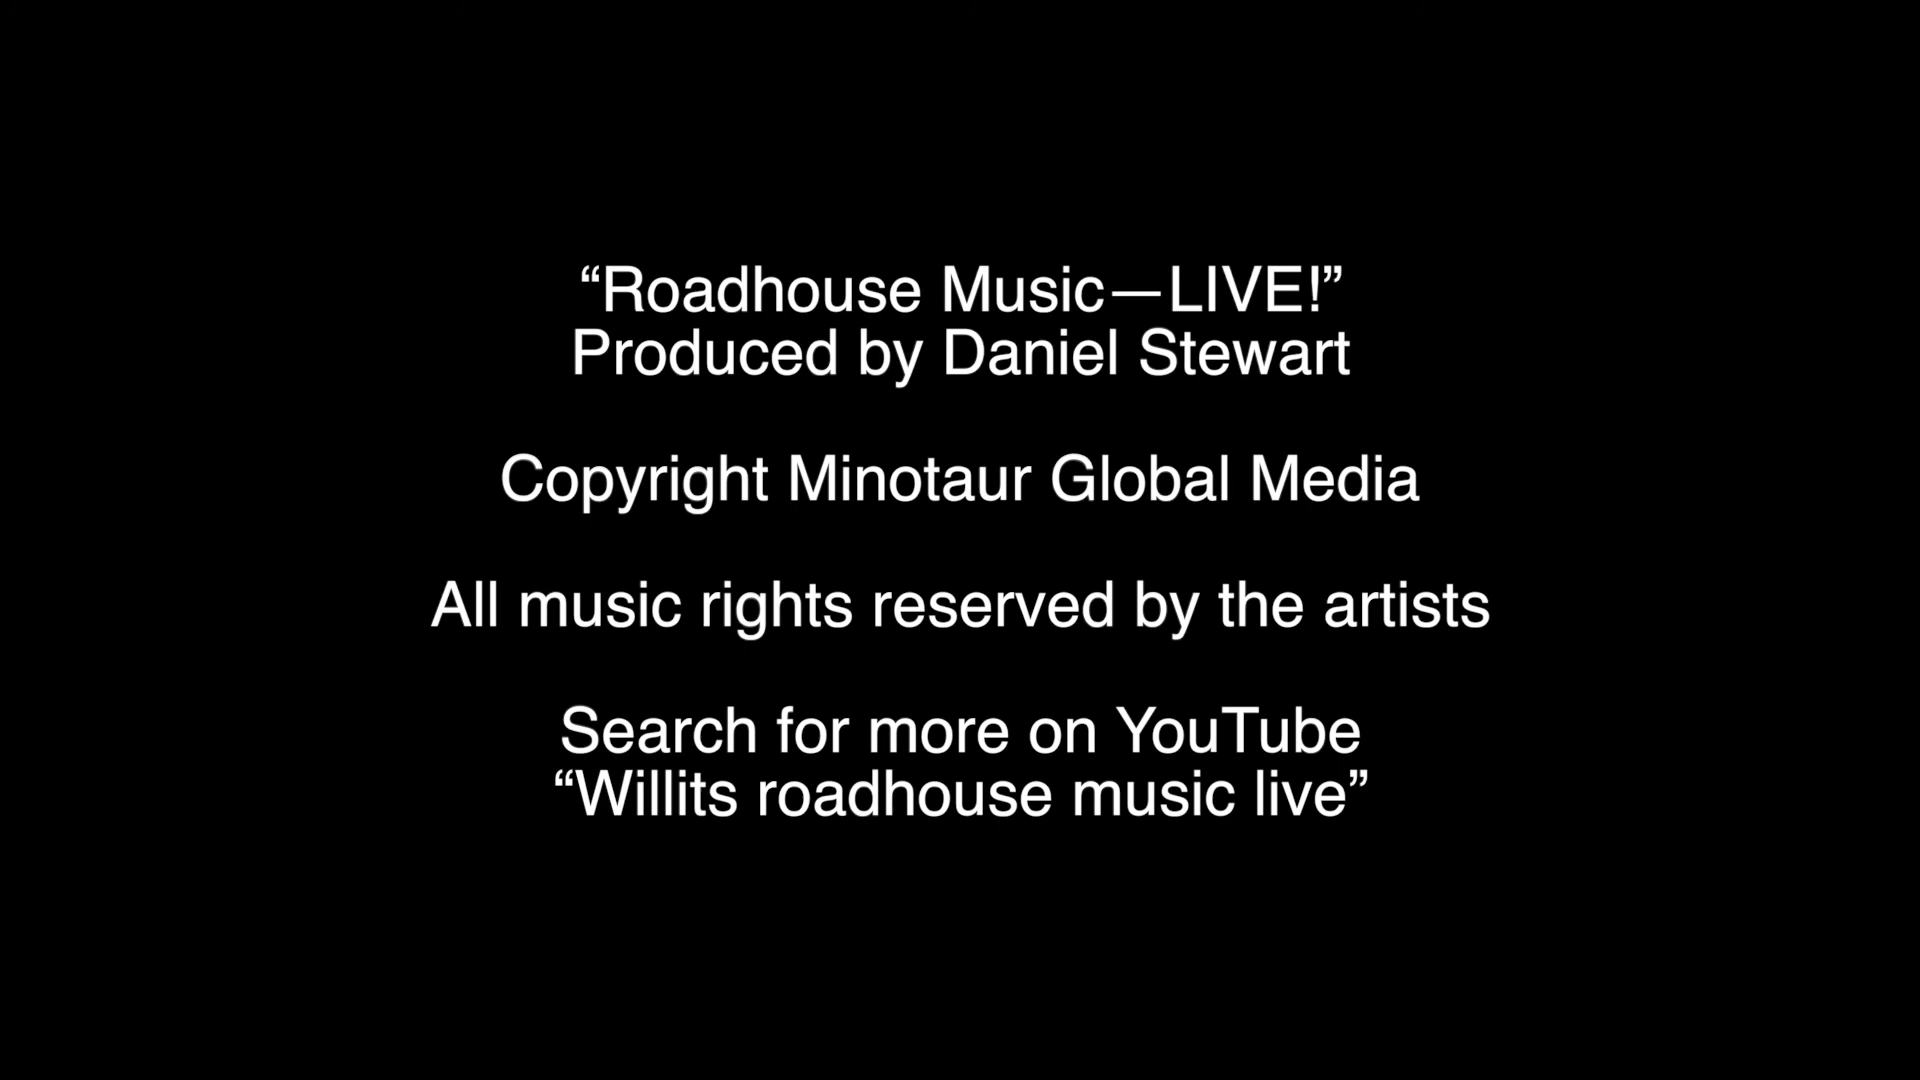 “Roadhouse Music—LIVE!”
Produced by Daniel Stewart
Copyright Minotaur Global Media
All music rights reserved by the artists
Search for more on YouTube
“Willits roadhouse music live”